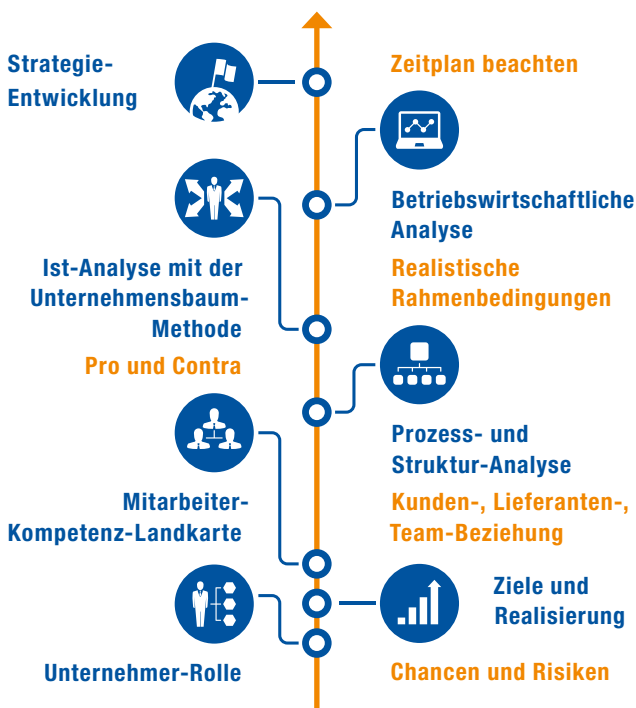 Strategie-
Entwicklung
Zeitplan beachten
Betriebswirtschaftliche
Analyse
Realistische
Rahmenbedingungen
Ist-Analyse mit der
Unternehmensbaum-
Methode
Pro und Contra
Prozess- und
Struktur-Analyse
Kunden-, Lieferanten-,
Team-Beziehung
Mitarbeiter-
Kompetenz-Landkarte
Ziele und
Realisierung
Unternehmer-Rolle
Chancen und Risiken